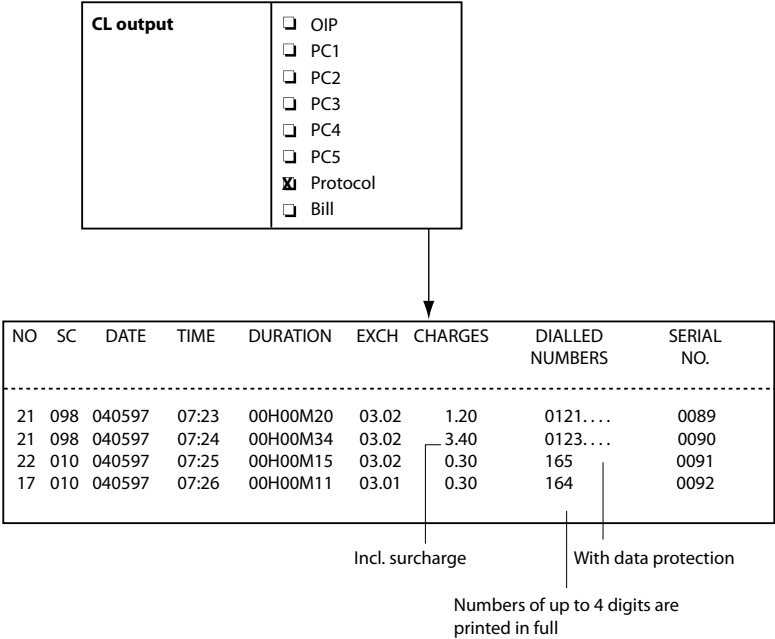 CL output
OIP
PC1
PC2
PC3
PC4
PC5
X Protocol
Bill
NO SC DATE TIME DURATION EXCH CHARGES DIALLED NUMBERS SERIAL NO.
21 098 040597 07:23 00H00M20 03.02 1.20 0121.... 0089
21 098 040597 07:24 00H00M34 03.02 3.40 0123.... 0090
22 010 040597 07:25 00H00M15 03.02 0.30 165 0091
17 010 040597 07:26 00H00M11 03.01 0.30 164 0092
Incl. surcharge
With data protection
Numbers of up to 4 digits are
printed in full